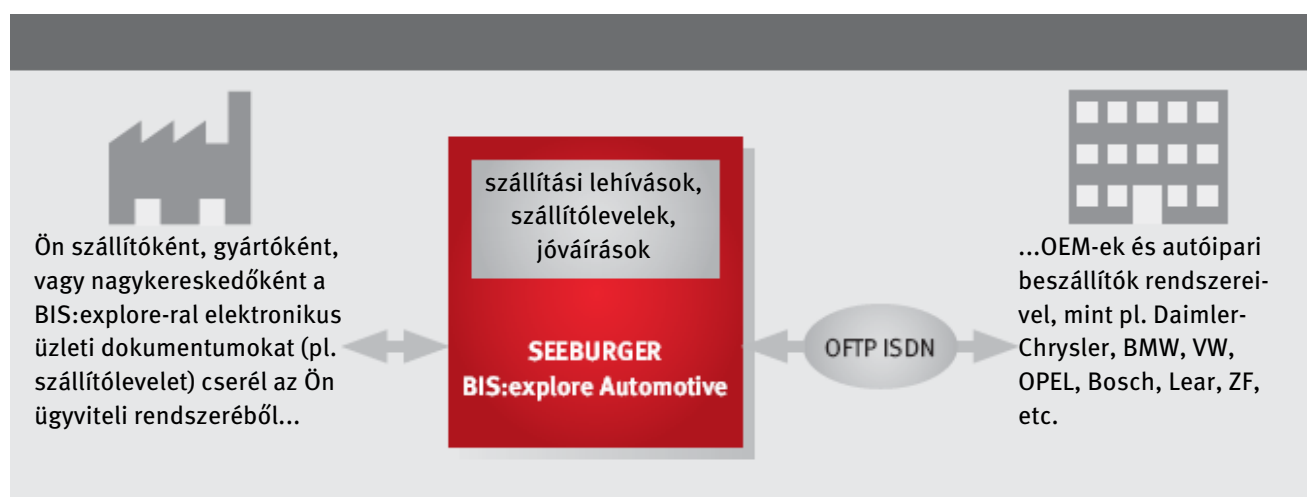 Ön szállítóként, gyártóként,
vagy nagykereskedőként a
BIS:explore-ral elektronikus
üzleti dokumentumokat (pl.
szállítólevelet) cserél az Ön
ügyviteli rendszeréből...
szállítási lehívások,
szállítólevelek,
jóváírások
SEEBURGER
BIS:explore Automotive
OFTP ISDN
...OEM-ek és autóipari
beszállítók rendszerei-
vel, mint pl. Daimler-
Chrysler, BMW, VW,
OPEL, Bosch, Lear, ZF,
etc.